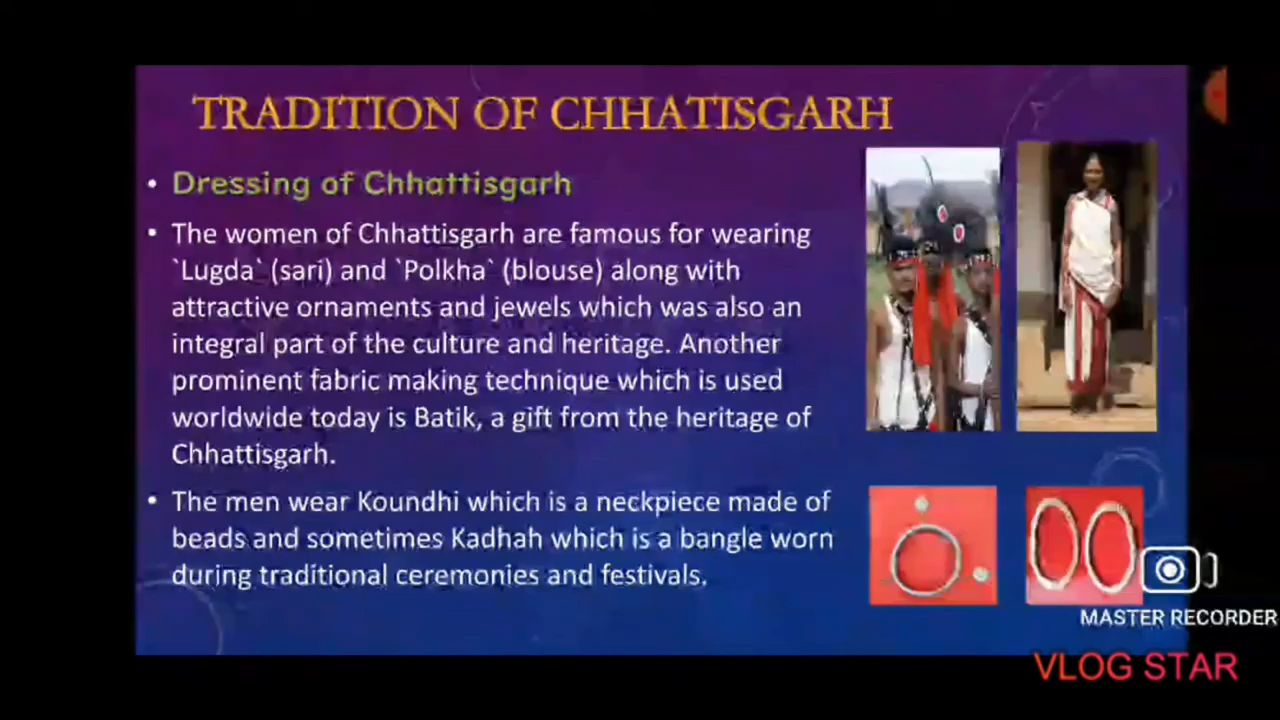 TRADITION OF CHHATISGARH
• Dressing of Chhattisgarh
• The women of Chhattisgarh are famous for wearing
`Lugda` (sari) and `Polkha` (blouse) along with
attractive ornaments and jewels which was also an
integral part of the culture and heritage. Another
prominent fabric making technique which is used
worldwide today is Batik, a gift from the heritage of
Chhattisgarh.
• The men wear Koundhi which is a neckpiece made of
beads and sometimes Kadhah which is a bangle worn
during traditional ceremonies and festivals.
MASTER RECORDER
VLOG STAR